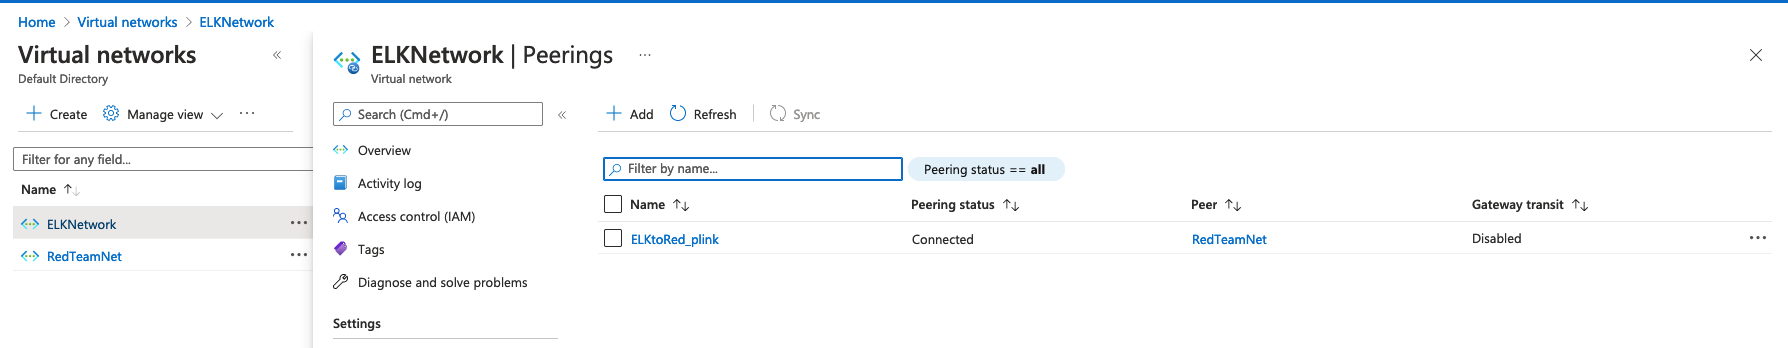 Home > Virtual networks > ELKNetwork
Virtual networks
Default Directory
Create Manage view
Filter for any field...
Name
ELKNetwork
RedTeamNet
ELKNetwork | Peerings
Virtual network
Search (Cmd+/)
Overview
Activity log
Access control (IAM)
Tags
Diagnose and solve problems
Settings
Add Refresh Sync
Filter by name... Peering status == all
Name Peering status Peer Gateway transit
ELKtoRed_plink Connected RedTeamNet Disabled